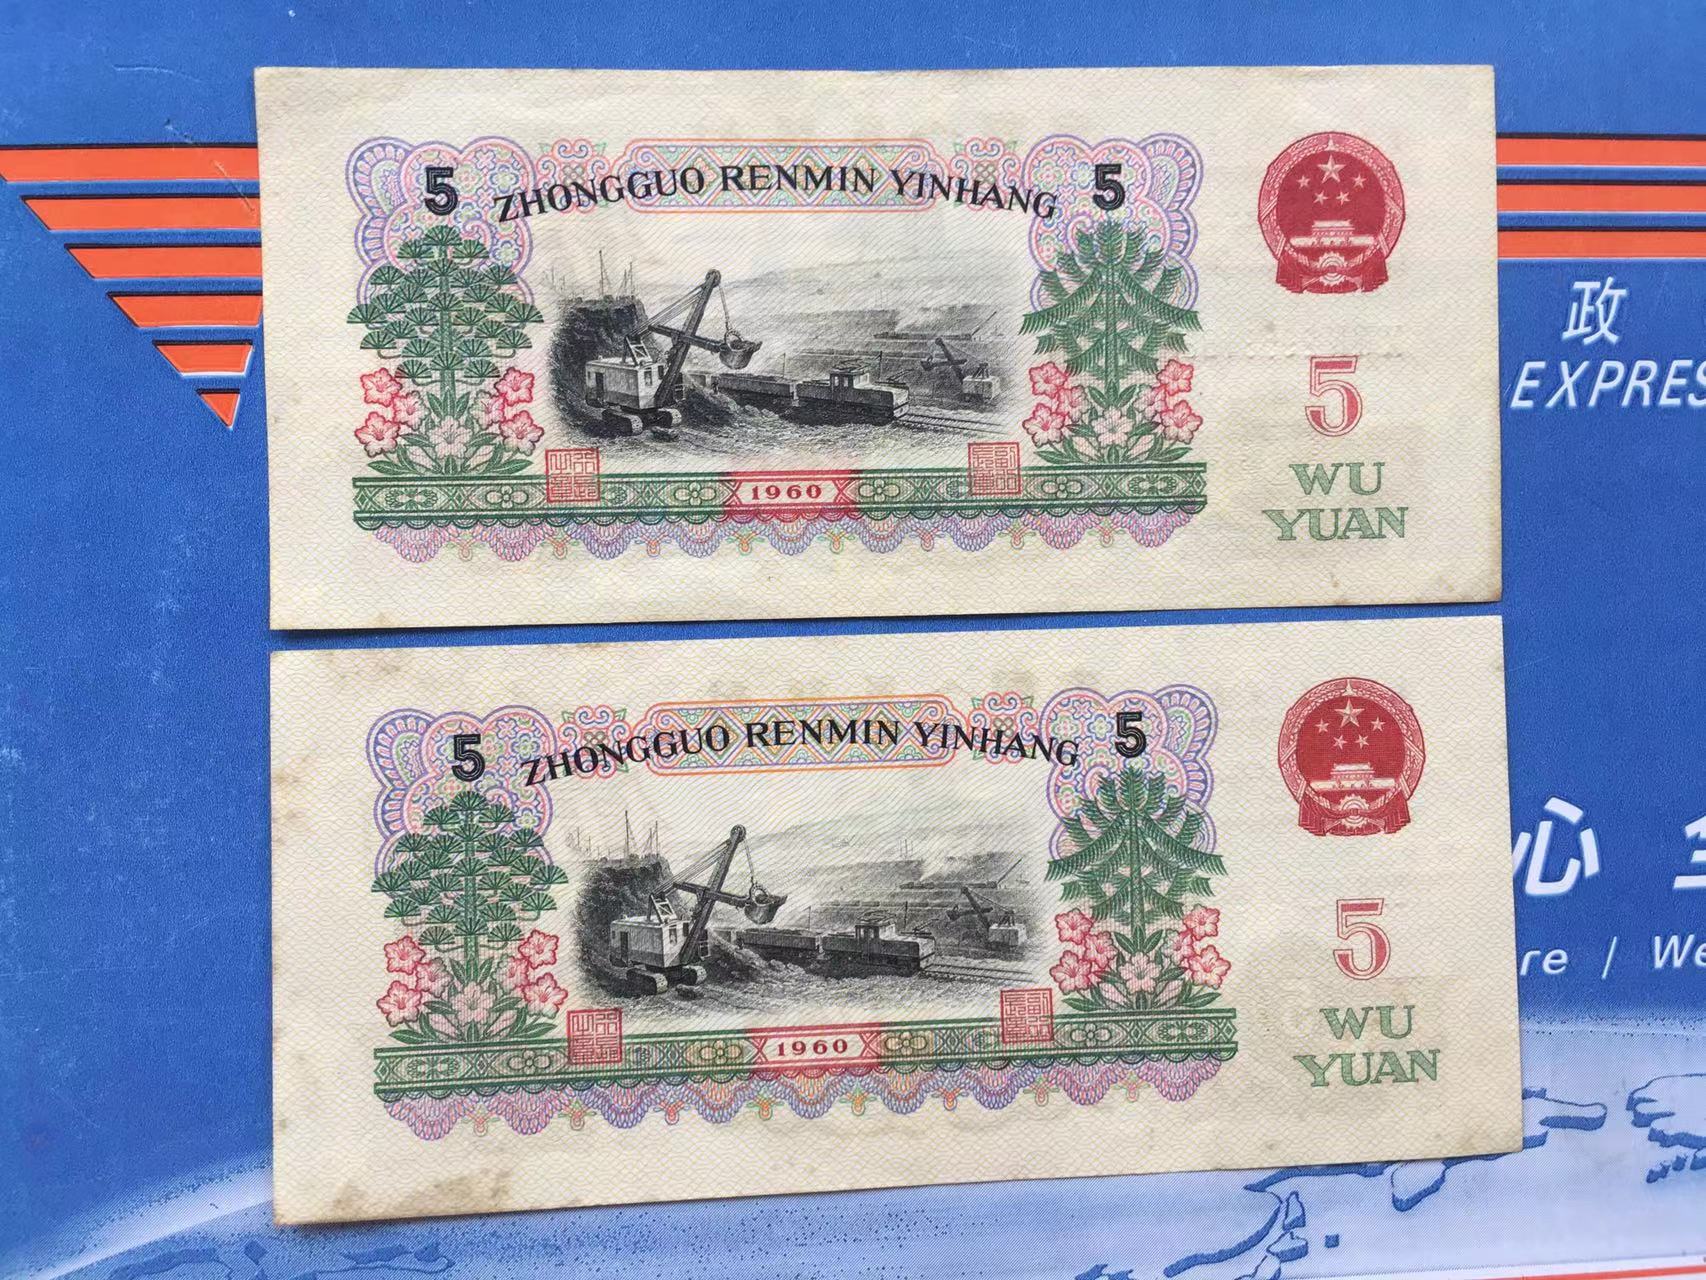 5 ZHONGGUO RENMIN YINHANG 5
1960
5
WU
YUAN
5 ZHONGGUO RENMIN YINHANG 5
1960
5
WU
YUAN
政
EXPRES
心
re / We